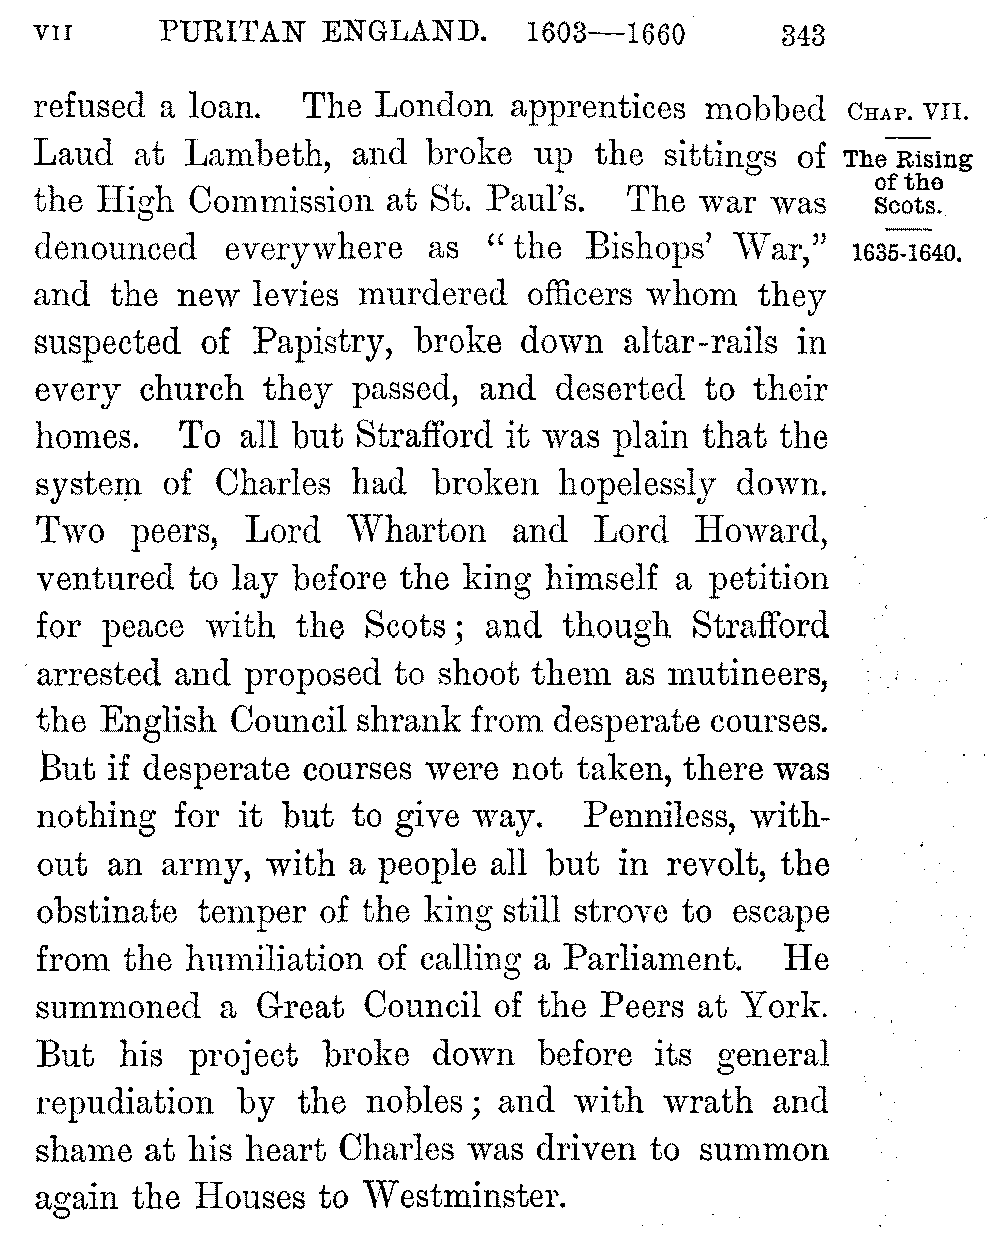 VII PURITAN ENGLAND. 1603—1660 343
refused a loan. The London apprentices mobbed
Laud at Lambeth, and broke up the sittings of
the High Commission at St. Paul's. The war was
denounced everywhere as "the Bishops' War,"
and the new levies murdered officers whom they
suspected of Papistry, broke down altar-rails in
every church they passed, and deserted to their
homes. To all but Strafford it was plain that the
system of Charles had broken hopelessly down.
Two peers, Lord Wharton and Lord Howard,
ventured to lay before the king himself a petition
for peace with the Scots; and though Strafford
arrested and proposed to shoot them as mutineers,
the English Council shrank from desperate courses.
But if desperate courses were not taken, there was
nothing for it but to give way. Penniless, with-
out an army, with a people all but in revolt, the
obstinate temper of the king still strove to escape
from the humiliation of calling a Parliament. He
summoned a Great Council of the Peers at York.
But his project broke down before its general
repudiation by the nobles; and with wrath and
shame at his heart Charles was driven to summon
again the Houses to Westminster.
CHAP. VII.
The Rising
of the
Scots.
1635-1640.